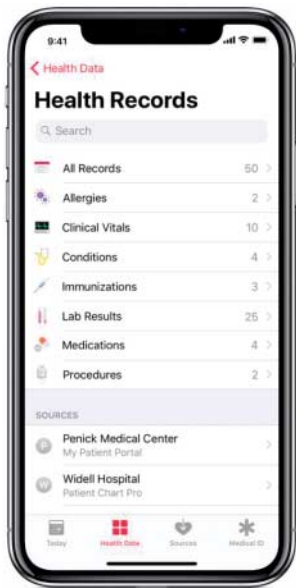 9:41
Health Data
Health Records
Search
All Records 50
Allergies 2
Clinical Vitals 10
Conditions 4
Immunizations 3
Lab Results 25
Medications 4
Procedures 2
SOURCES
P Penick Medical Center
My Patient Portal
W Widell Hospital
Patient Chart Pro
Today Health Data Sources Medical ID